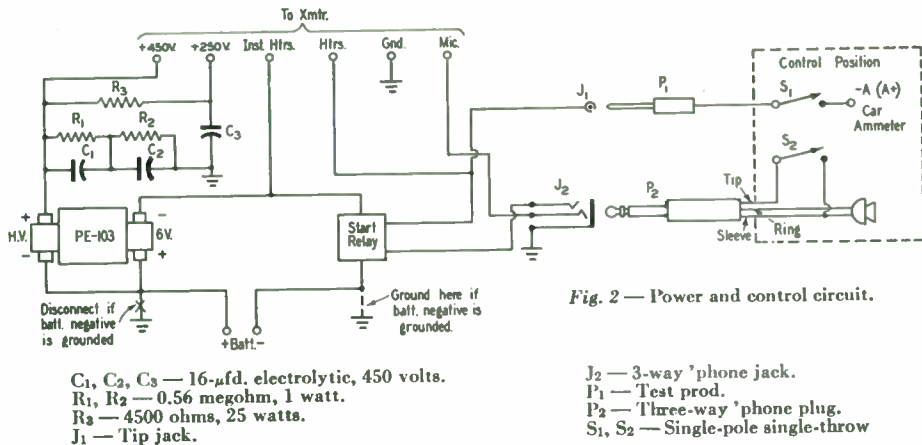 To Xmtr.
+450V. +250V. Inst Htrs. Htrs. Gnd. Mic.
R3
R1 R2
C1 C2 C3
+ H.V. -
PE-103
- 6V. +
Start Relay
Disconnect if
batt. negative
is grounded
+Batt.-
Ground here if
batt. negative is
grounded.
J1 P1
J2 P2
Tip
Sleeve
Ring
Control Position
S1
-A (A+)
Car
Ammeter
S2
Fig. 2 — Power and control circuit.
C1, C2, C3 — 16-μfd. electrolytic, 450 volts.
R1, R2 — 0.56 megohm, 1 watt.
R3 — 4500 ohms, 25 watts.
J1 — Tip jack.
J2 — 3-way 'phone jack.
P1 — Test prod.
P2 — Three-way 'phone plug.
S1, S2 — Single-pole single-throw